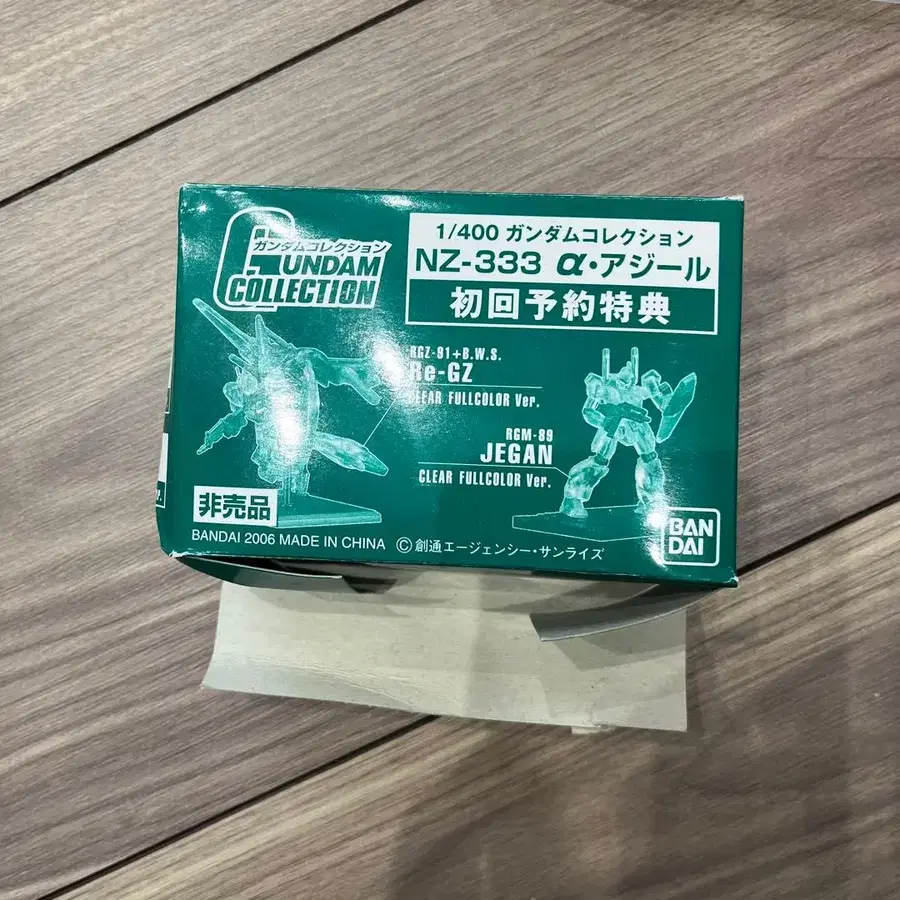 ガンダムコレクション
GUNDAM
COLLECTION
1/400 ガンダムコレクション
NZ-333 α・アジール
初回予約特典
RGZ-91+B.W.S.
Re-GZ
CLEAR FULLCOLOR Ver.
RGM-89
JEGAN
CLEAR FULLCOLOR Ver.
非売品
BANDAI 2006 MADE IN CHINA ©創通エージェンシー・サンライズ
BAN
DAI